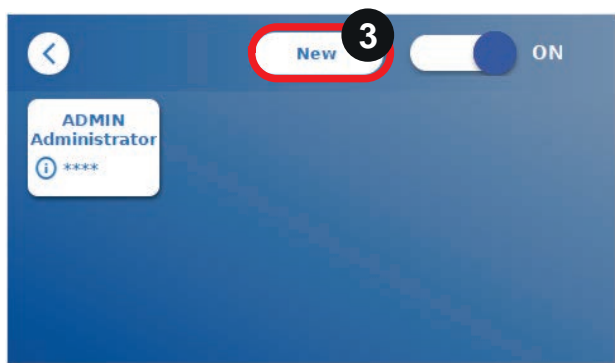 New
3
ON
ADMIN
Administrator
i ****